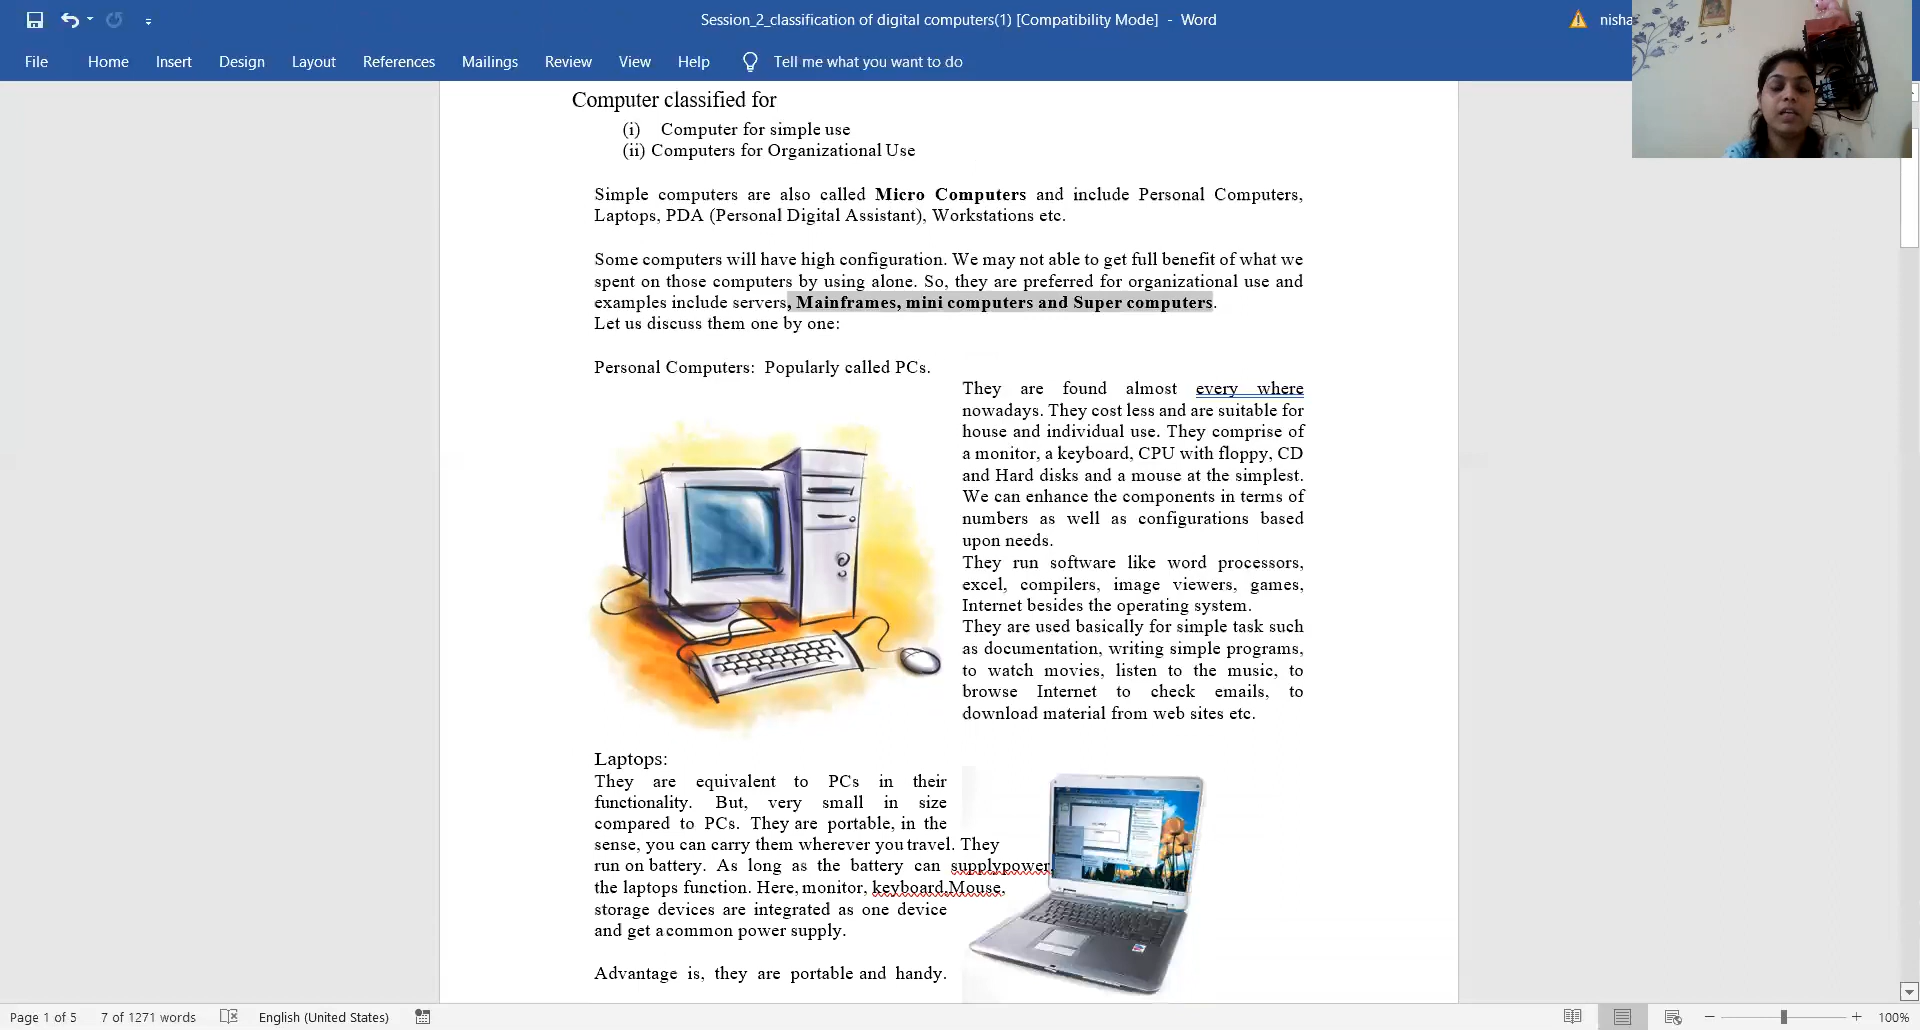 Session_2_classification of digital computers(1) [Compatibility Mode] - Word
nisha
File Home Insert Design Layout References Mailings Review View Help Tell me what you want to do
Computer classified for
(i) Computer for simple use
(ii) Computers for Organizational Use
Simple computers are also called Micro Computers and include Personal Computers,
Laptops, PDA (Personal Digital Assistant), Workstations etc.
Some computers will have high configuration. We may not able to get full benefit of what we
spent on those computers by using alone. So, they are preferred for organizational use and
examples include servers, Mainframes, mini computers and Super computers.
Let us discuss them one by one:
Personal Computers: Popularly called PCs.
They are found almost every where
nowadays. They cost less and are suitable for
house and individual use. They comprise of
a monitor, a keyboard, CPU with floppy, CD
and Hard disks and a mouse at the simplest.
We can enhance the components in terms of
numbers as well as configurations based
upon needs.
They run software like word processors,
excel, compilers, image viewers, games,
Internet besides the operating system.
They are used basically for simple task such
as documentation, writing simple programs,
to watch movies, listen to the music, to
browse Internet to check emails, to
download material from web sites etc.
Laptops:
They are equivalent to PCs in their
functionality. But, very small in size
compared to PCs. They are portable, in the
sense, you can carry them wherever you travel. They
run on battery. As long as the battery can supplypower,
the laptops function. Here, monitor, keyboard,Mouse,
storage devices are integrated as one device
and get a common power supply.
Advantage is, they are portable and handy.
Page 1 of 5 7 of 1271 words English (United States) 100%